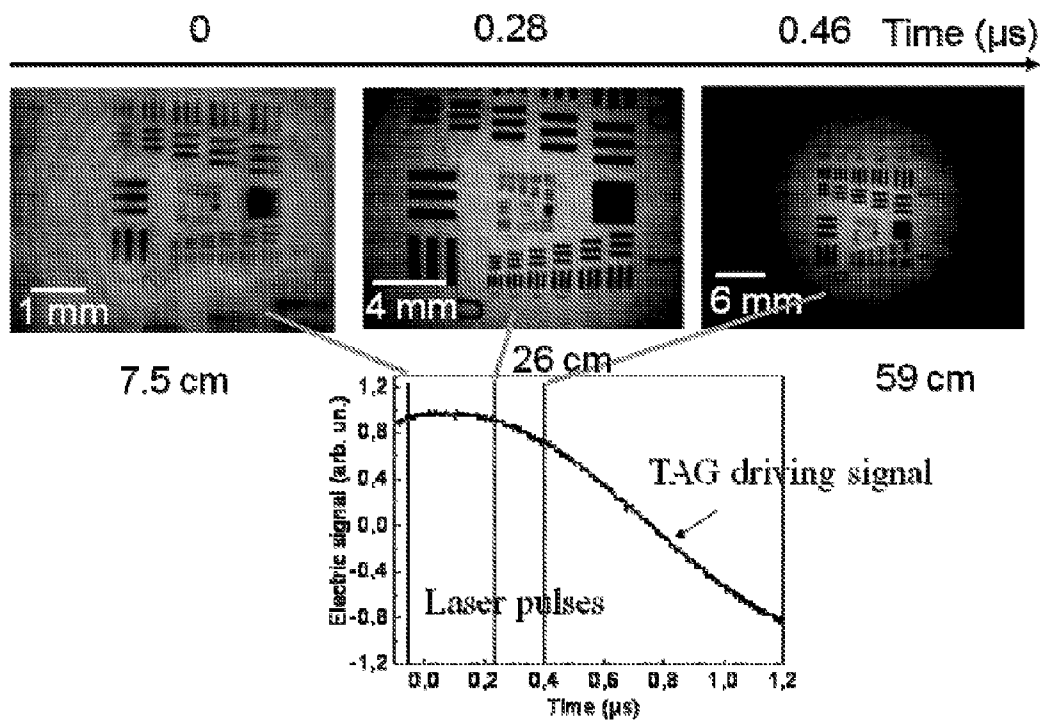 0 0.28 0.46 Time (µs)
1 mm 4 mm 6 mm
7.5 cm 26 cm 59 cm
1,2
0,8
0,4
0,0
-0,4
-0,8
-1,2
Electric signal (arb. un.)
TAG driving signal
Laser pulses
0,0 0,2 0,4 0,6 0,8 1,0 1,2
Time (µs)